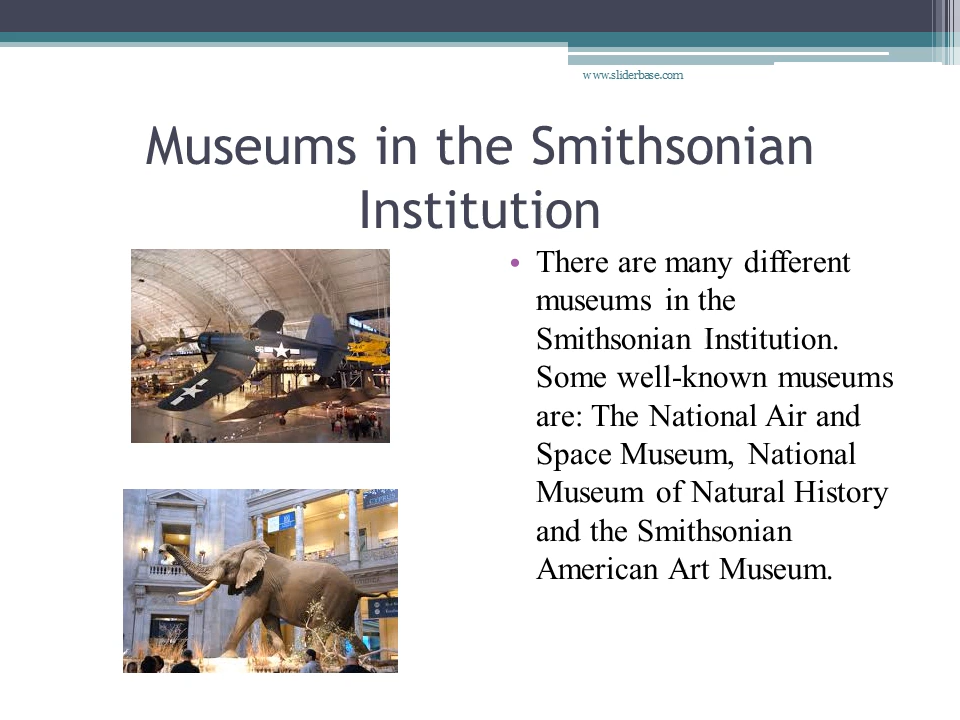 www.sliderbase.com
Museums in the Smithsonian
Institution
• There are many different
museums in the
Smithsonian Institution.
Some well-known museums
are: The National Air and
Space Museum, National
Museum of Natural History
and the Smithsonian
American Art Museum.
86
CYPRUS